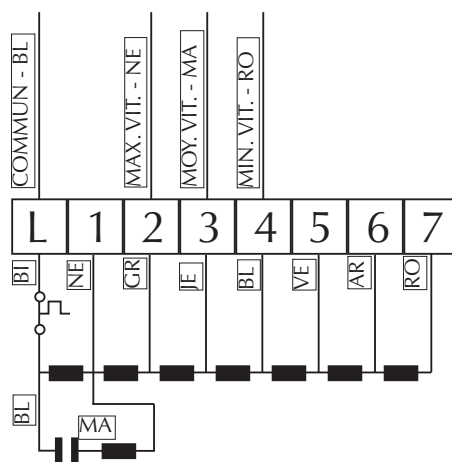 COMMUN - BL
MAX. VIT. - NE
MOY. VIT. - MA
MIN. VIT. - RO
L 1 2 3 4 5 6 7
BI
NE
GR
JE
BL
VE
AR
RO
BL
MA